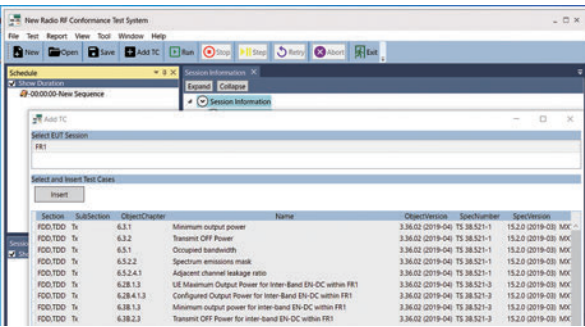 New Radio RF Conformance Test System
File Test Report View Tool Window Help
New Open Save Add TC Run Stop Step Retry Abort Exit
Schedule Session Information
Show Duration Expand Collapse
00:00:00-New Sequence Session Information
Add TC
Select EUT Session
FR1
Select and Insert Test Cases
Insert
Section SubSection ObjectChapter Name ObjectVersion SpecNumber SpecVersion
FDD,TDD Tx 6.3.1 Minimum output power 3.36.02 (2019-04) TS 38.521-1 15.2.0 (2019-03) MX
FDD,TDD Tx 6.3.2 Transmit OFF Power 3.36.02 (2019-04) TS 38.521-1 15.2.0 (2019-03) MX
FDD,TDD Tx 6.5.1 Occupied bandwidth 3.36.02 (2019-04) TS 38.521-1 15.2.0 (2019-03) MX
FDD,TDD Tx 6.5.2.2 Spectrum emissions mask 3.36.02 (2019-04) TS 38.521-1 15.2.0 (2019-03) MX
FDD,TDD Tx 6.5.2.4.1 Adjacent channel leakage ratio 3.36.02 (2019-04) TS 38.521-1 15.2.0 (2019-03) MX
FDD,TDD Tx 6.2B.1.3 UE Maximum Output Power for Inter-Band EN-DC within FR1 3.36.02 (2019-04) TS 38.521-3 15.2.0 (2019-03) MX
FDD,TDD Tx 6.2B.4.1.3 Configured Output Power for Inter-Band EN-DC within FR1 3.36.02 (2019-04) TS 38.521-3 15.2.0 (2019-03) MX
FDD,TDD Tx 6.3B.1.3 Minimum output power for inter-band EN-DC within FR1 3.36.02 (2019-04) TS 38.521-3 15.2.0 (2019-03) MX
FDD,TDD Tx 6.3B.2.3 Transmit OFF Power for inter-band EN-DC within FR1 3.36.02 (2019-04) TS 38.521-3 15.2.0 (2019-03) MX